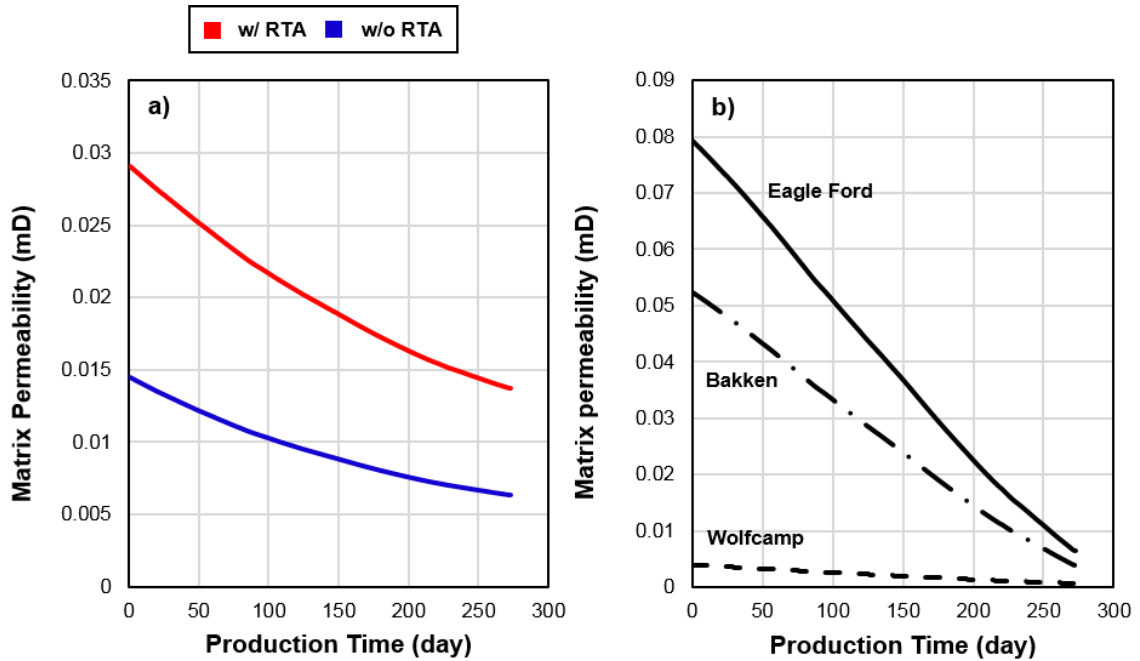 w/ RTA w/o RTA
a)
Matrix Permeability (mD)
0.035
0.03
0.025
0.02
0.015
0.01
0.005
0
0 50 100 150 200 250 300
Production Time (day)
b)
Matrix permeability (mD)
0.09
0.08
0.07
0.06
0.05
0.04
0.03
0.02
0.01
0
Eagle Ford
Bakken
Wolfcamp
0 50 100 150 200 250 300
Production Time (day)